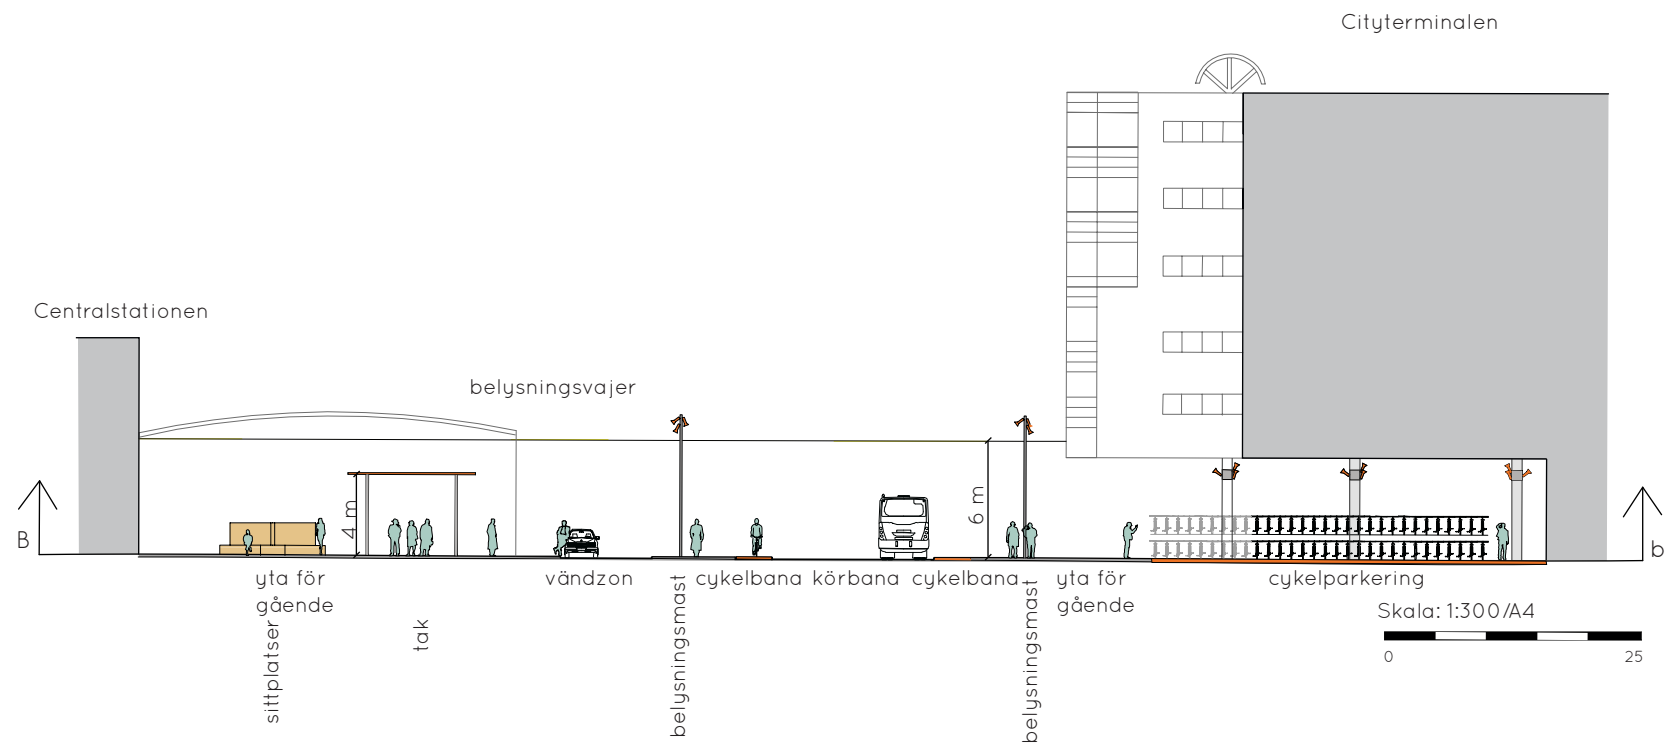 Cityterminalen
Centralstationen
belysningsvajer
4 m
6 m
B
b
yta för
gående
vändzon
cykelbana
körbana
cykelbana
yta för
gående
cykelparkering
sittplatser
tak
belysningsmast
belysningsmast
Skala: 1:300/A4
0
25